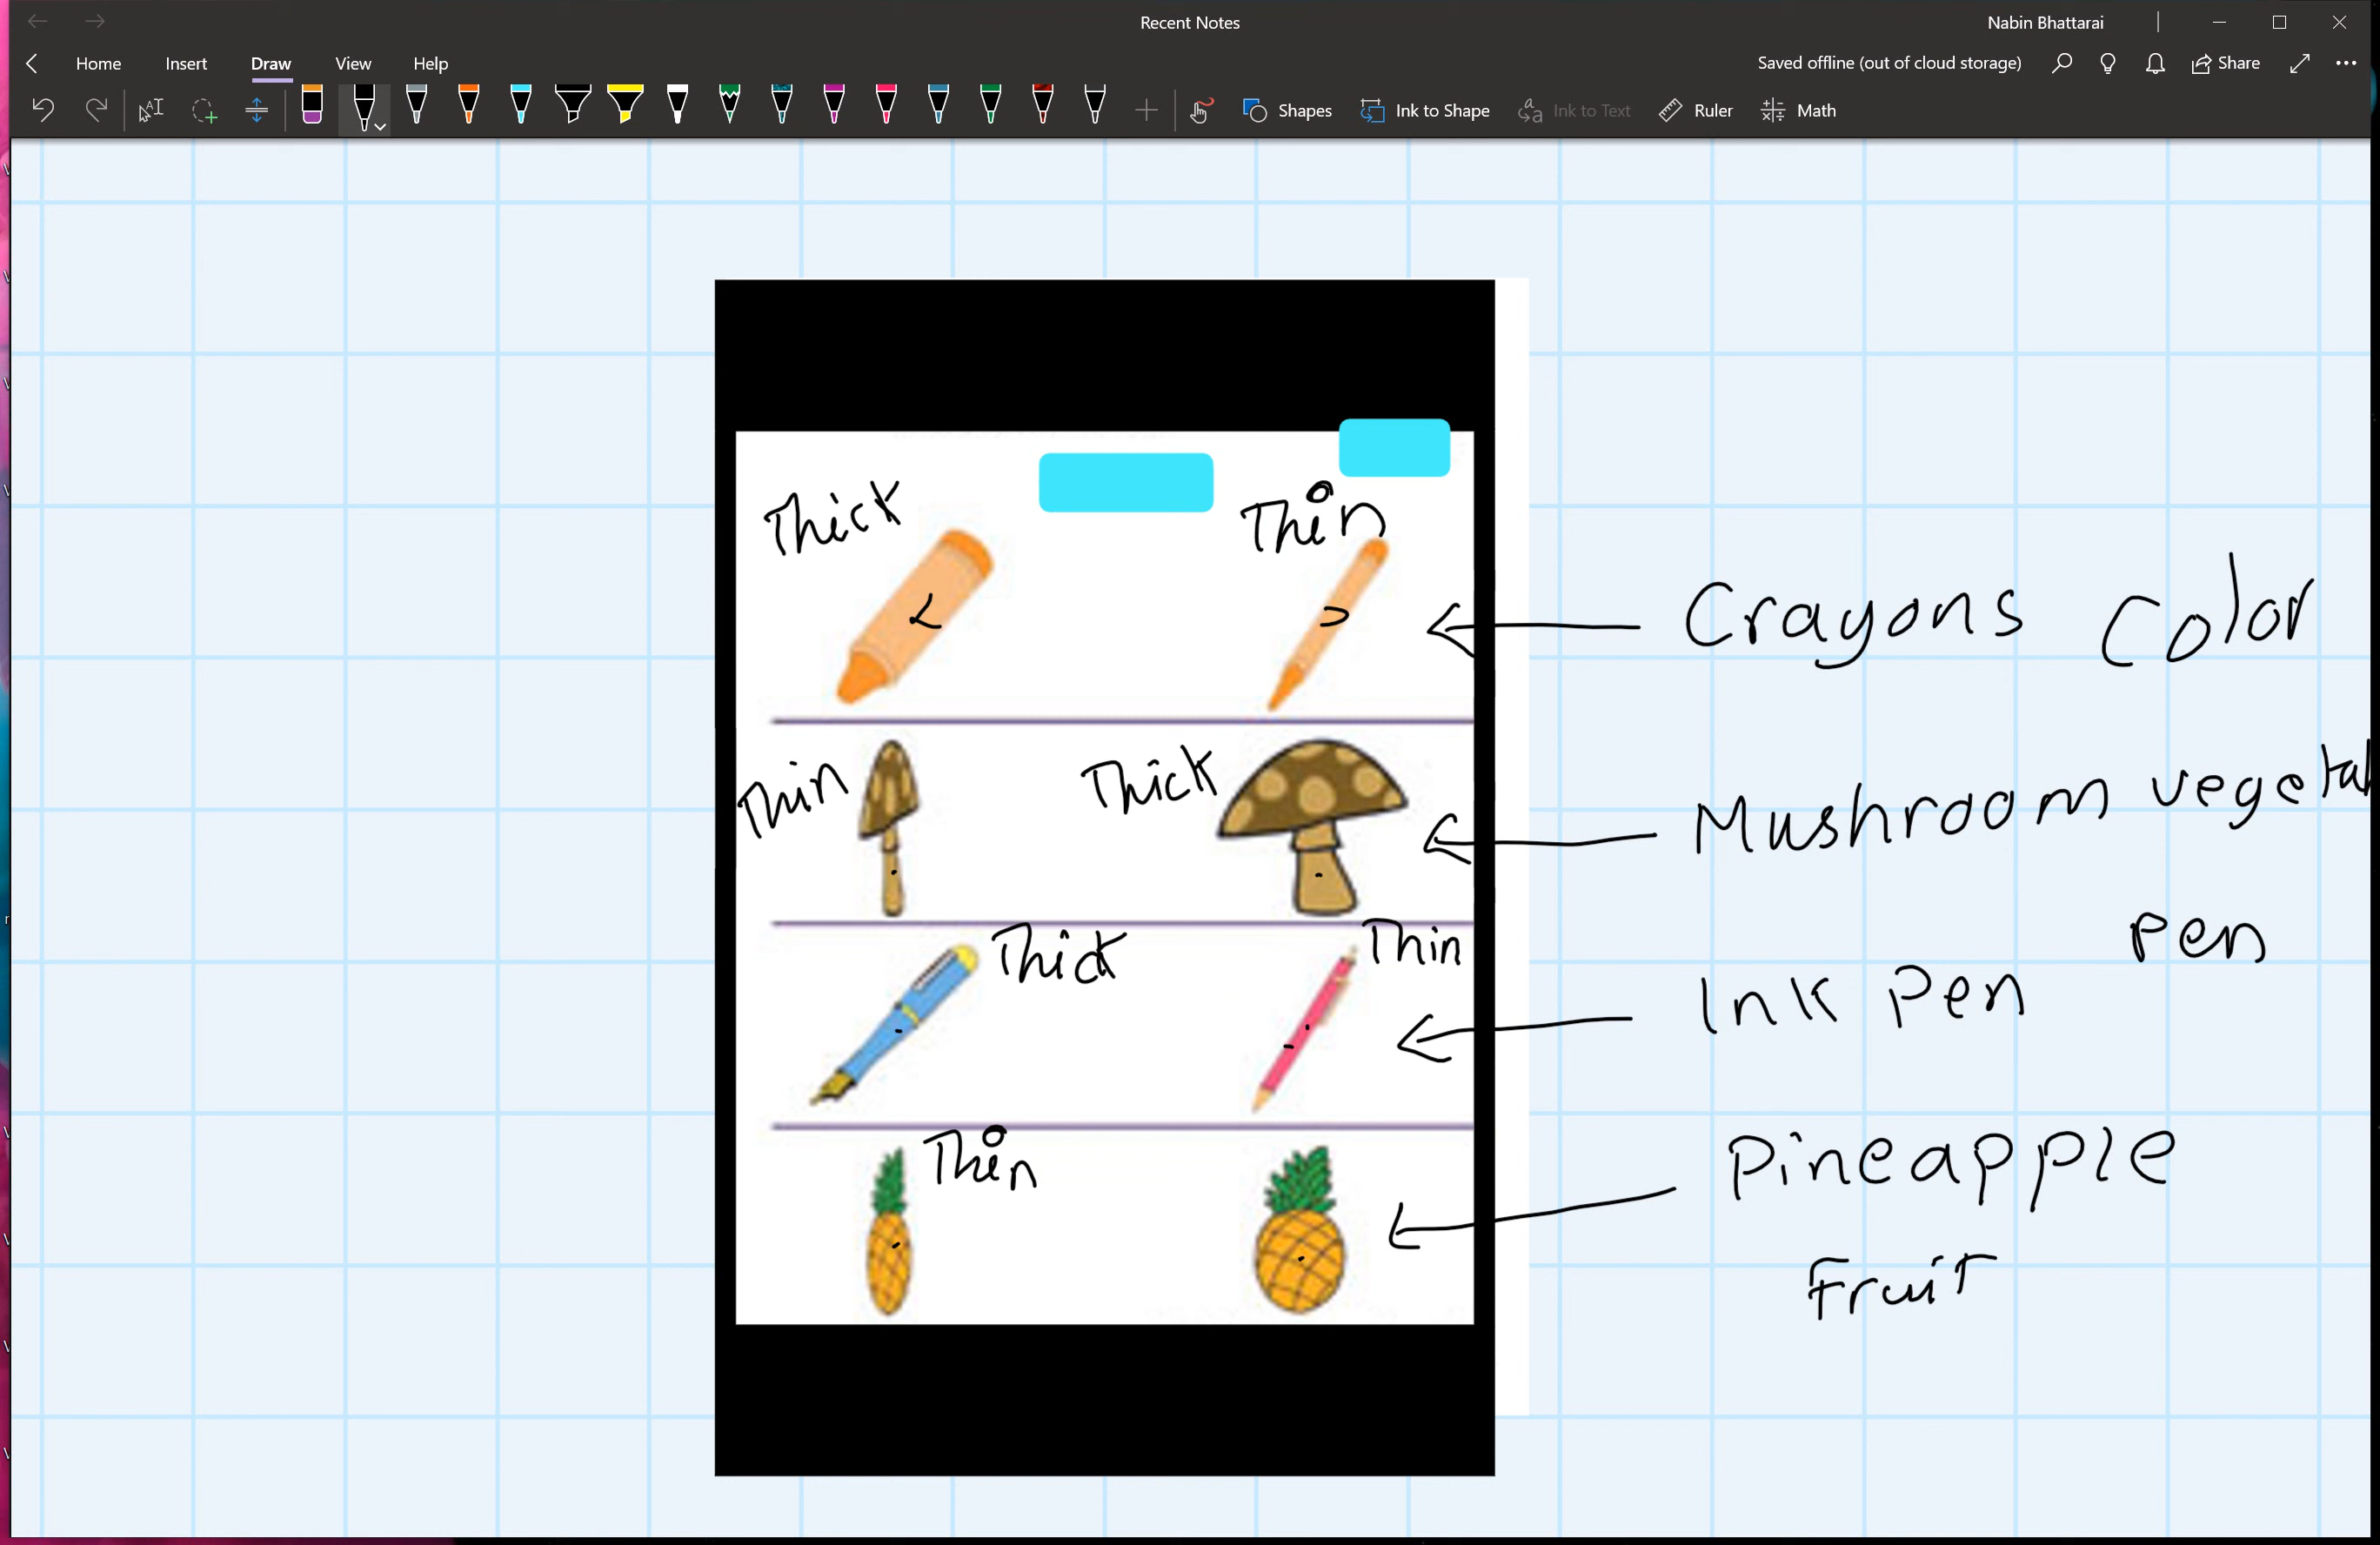 Recent Notes
Nabin Bhattarai
Home Insert Draw View Help
Saved offline (out of cloud storage)
Share
Shapes Ink to Shape Ink to Text Ruler Math
Thick Thin
Crayons Color
Thin Thick
Mushroom vegetab
Thick Thin
Pen
Ink Pen
Thin
Pineapple
Fruit